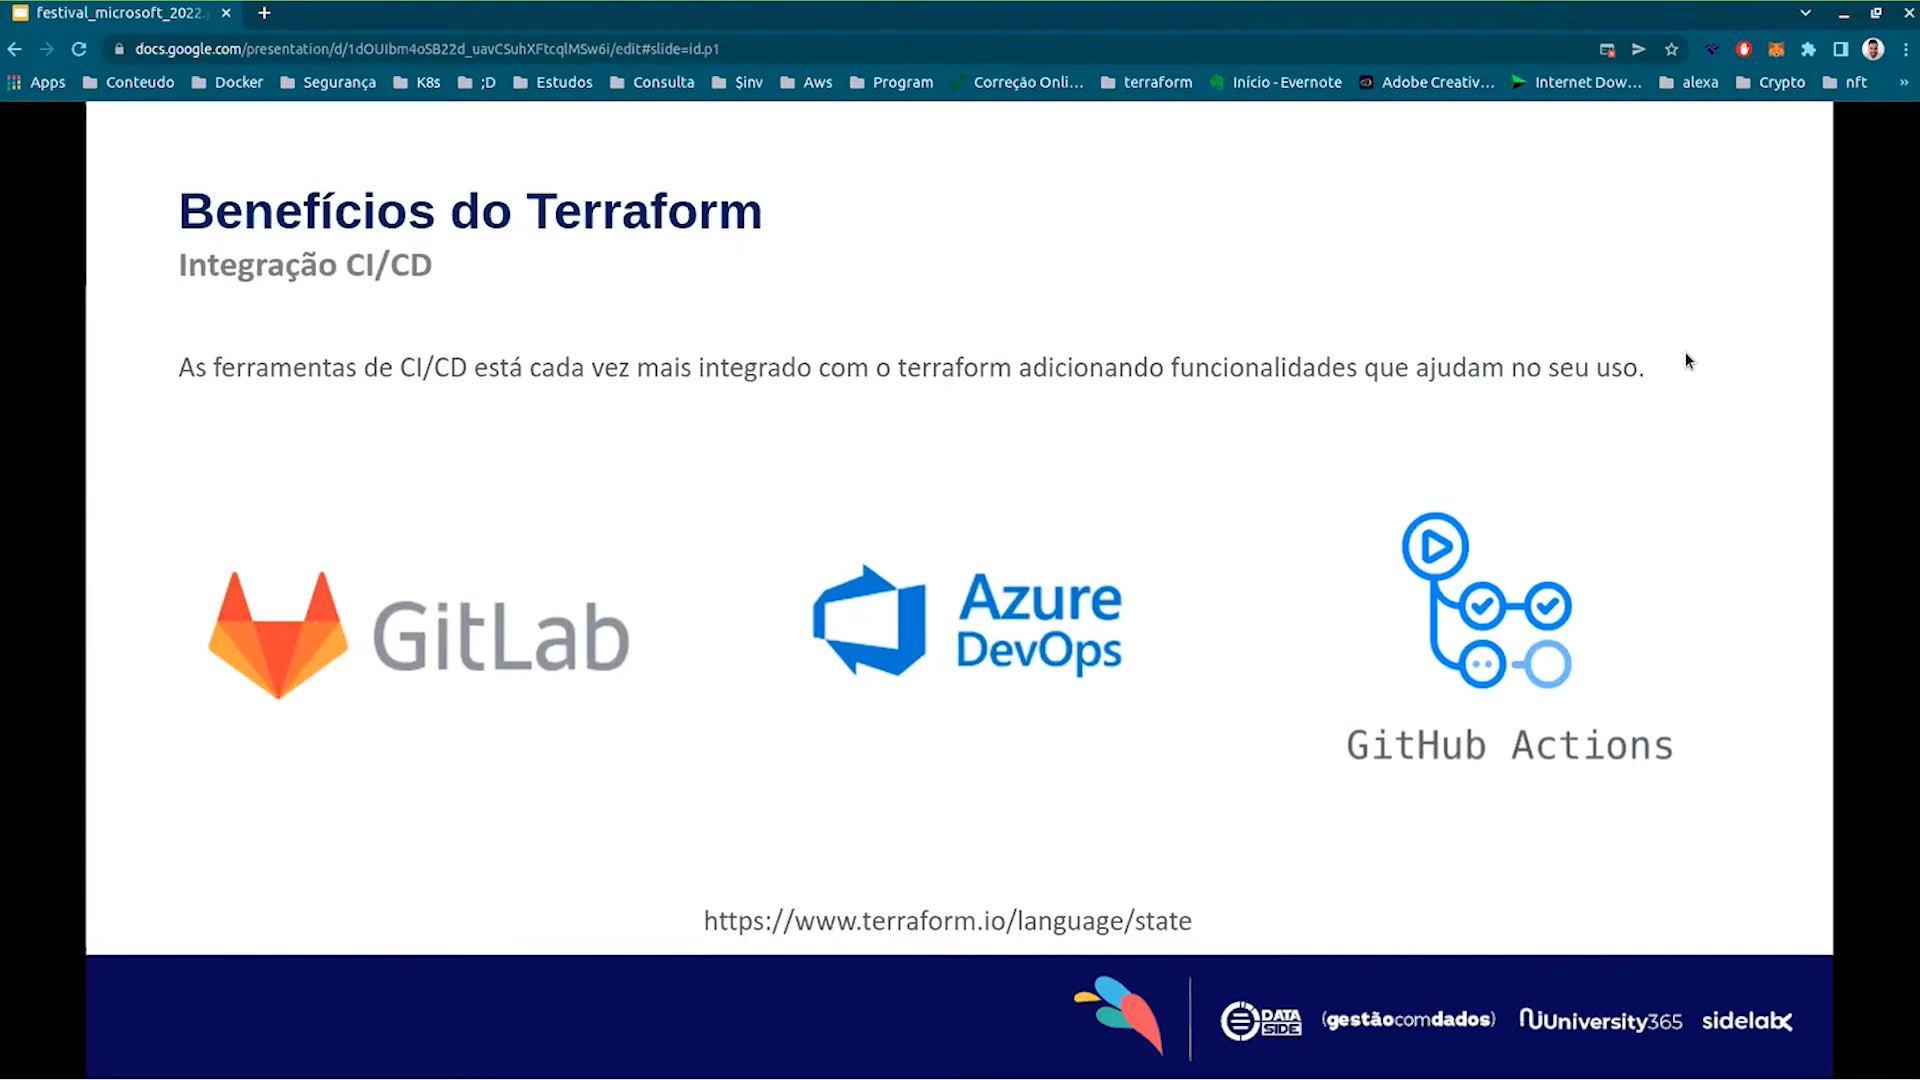 festival_microsoft_2022.
docs.google.com/presentation/d/1dOUIbm4oSB22d_uavCSuhXFtcqlMSw6i/edit#slide=id.p1
Apps Conteudo Docker Segurança K8s ;D Estudos Consulta $inv Aws Program Correção Onli... terraform Início - Evernote Adobe Creativ... Internet Dow... alexa Crypto nft »
Benefícios do Terraform
Integração CI/CD
As ferramentas de CI/CD está cada vez mais integrado com o terraform adicionando funcionalidades que ajudam no seu uso.
GitLab
Azure
DevOps
GitHub Actions
https://www.terraform.io/language/state
DATA
SIDE
(gestãocomdados)
University365
sidelabx